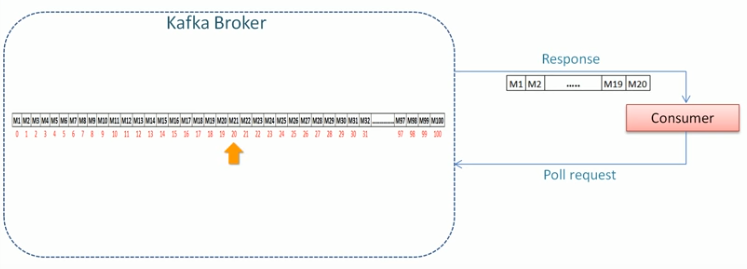 Kafka Broker
Response
M1 M2 ..... M19 M20
M1 M2 M3 M4 M5 M6 M7 M8 M9 M10 M11 M12 M13 M14 M15 M16 M17 M18 M19 M20 M21 M22 M23 M24 M25 M26 M27 M28 M29 M30 M31 M32 ............... M97 M98 M99 M100
0 1 2 3 4 5 6 7 8 9 10 11 12 13 14 15 16 17 18 19 20 21 22 23 24 25 26 27 28 29 30 31 97 98 99 100
Consumer
Poll request